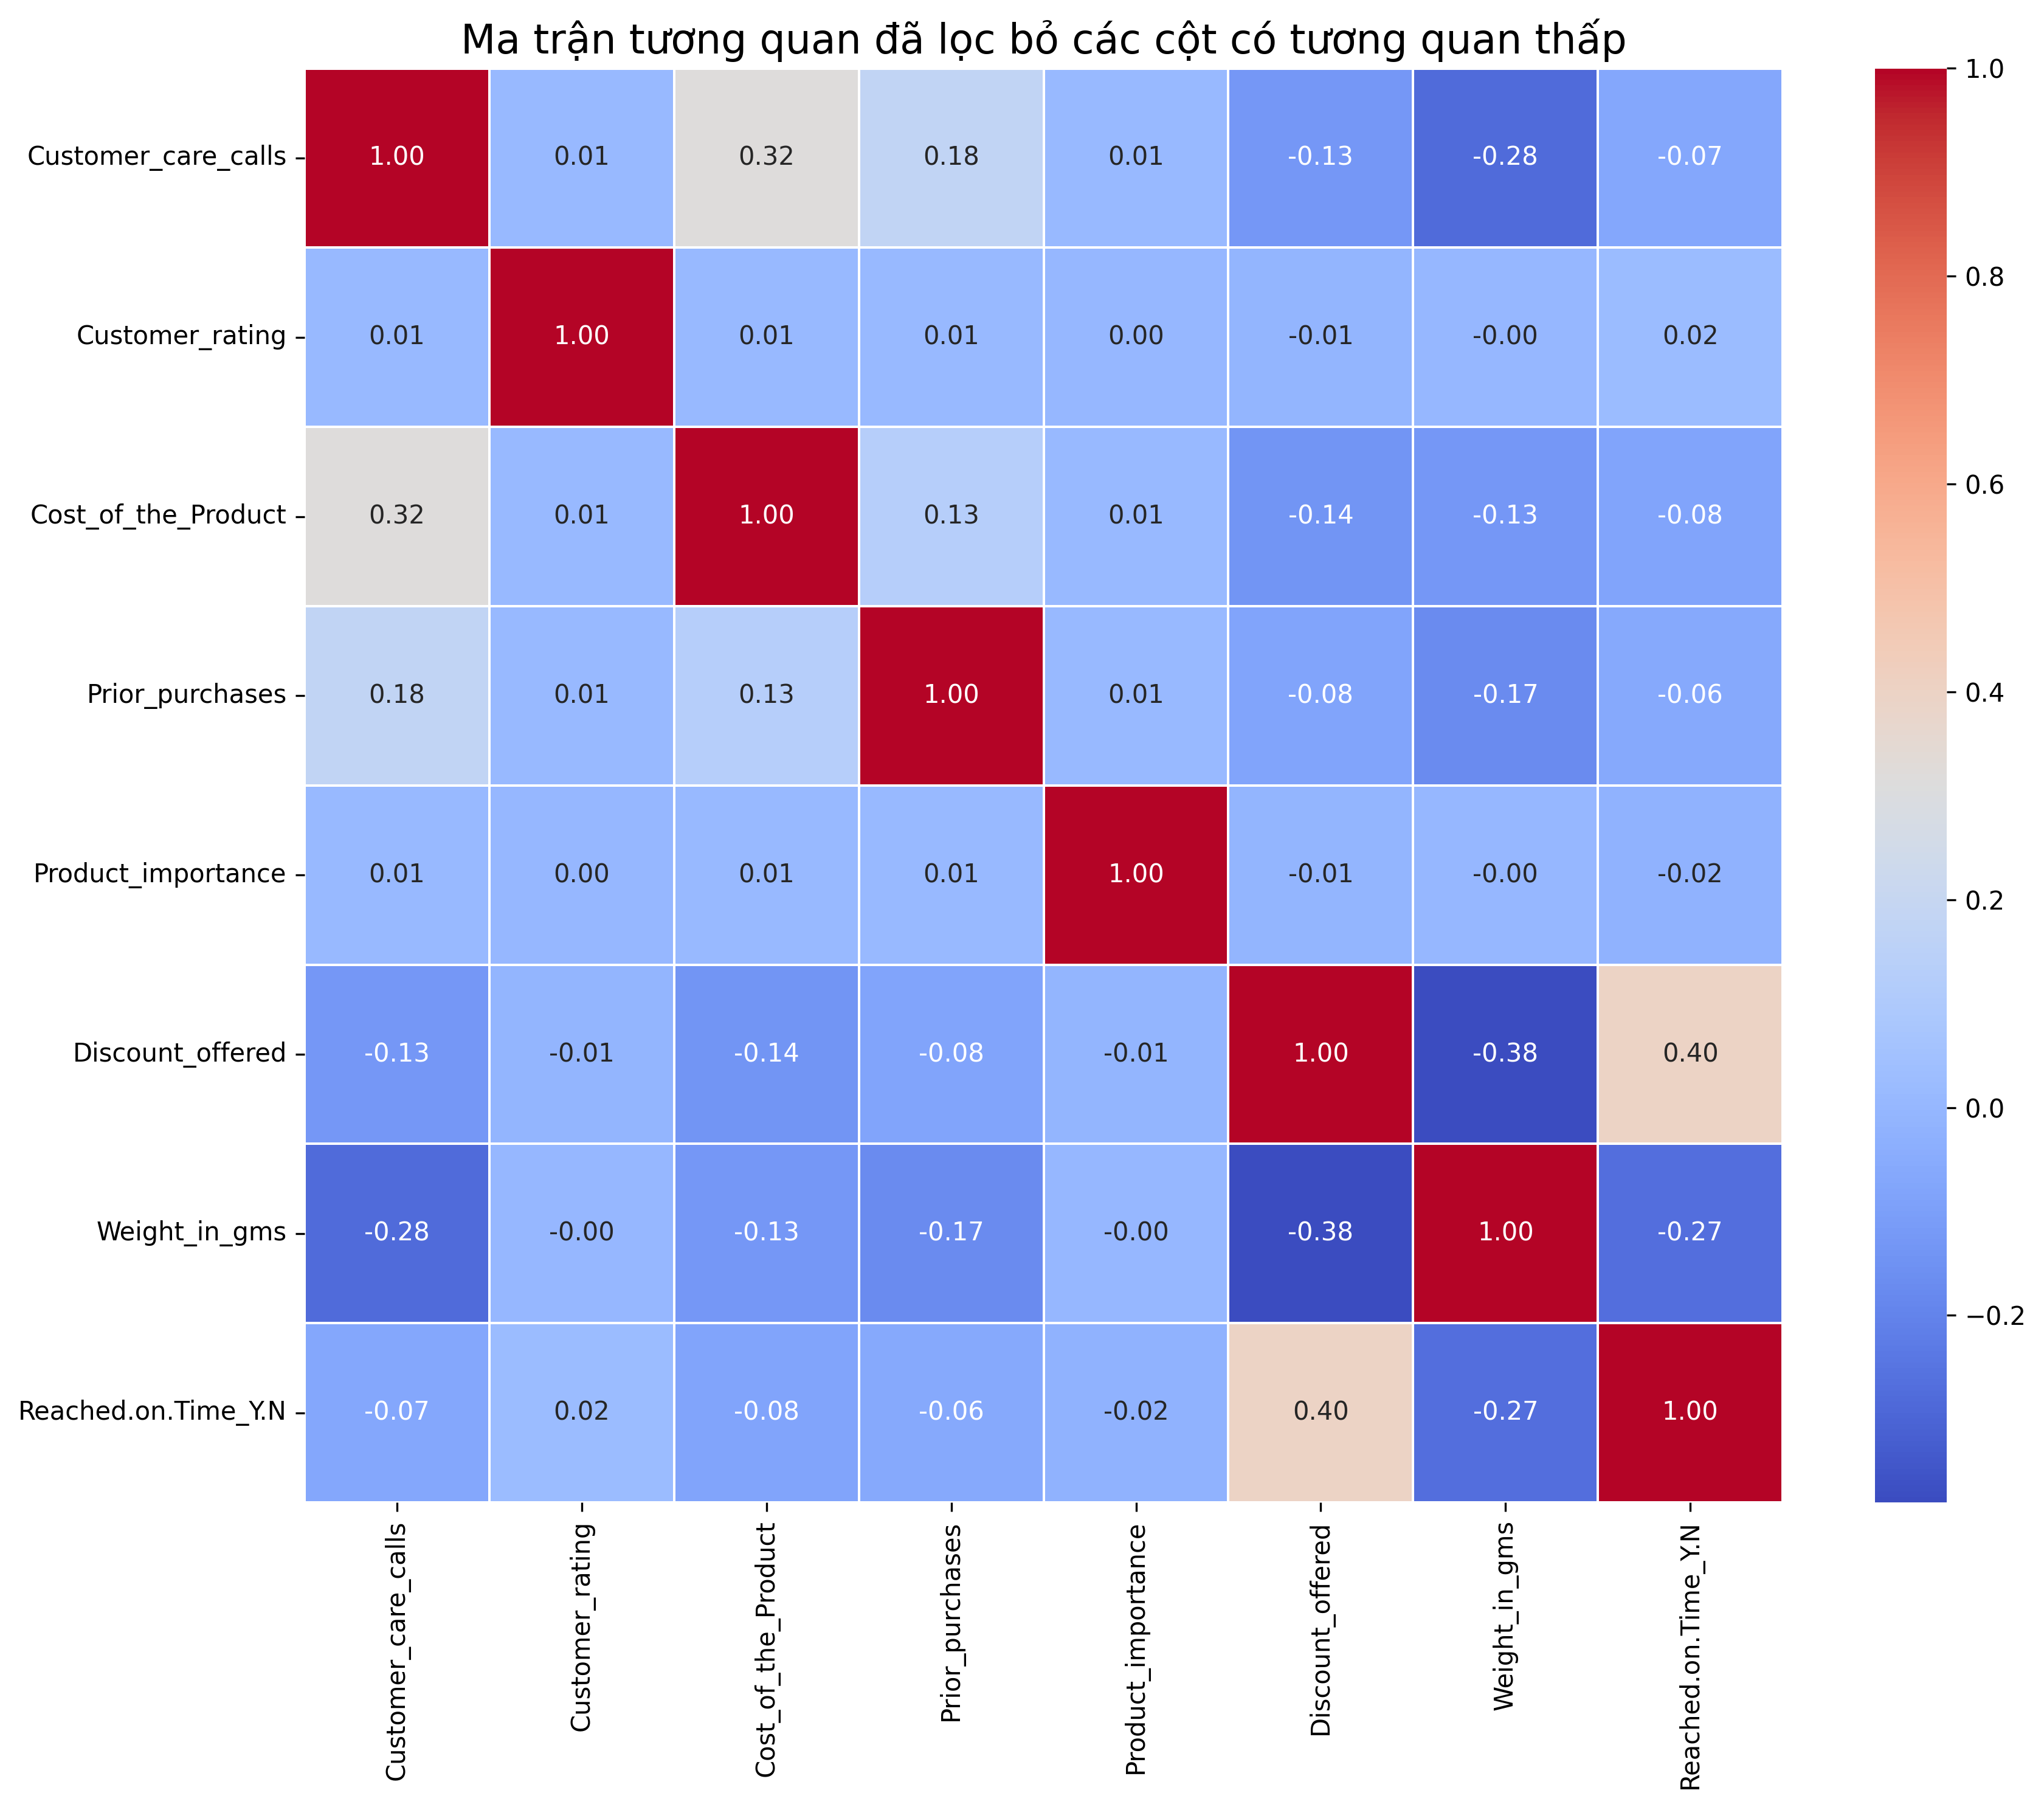 Ma trận tương quan đã lọc bỏ các cột có tương quan thấp
Customer_care_calls 1.00 0.01 0.32 0.18 0.01 -0.13 -0.28 -0.07
Customer_rating 0.01 1.00 0.01 0.01 0.00 -0.01 -0.00 0.02
Cost_of_the_Product 0.32 0.01 1.00 0.13 0.01 -0.14 -0.13 -0.08
Prior_purchases 0.18 0.01 0.13 1.00 0.01 -0.08 -0.17 -0.06
Product_importance 0.01 0.00 0.01 0.01 1.00 -0.01 -0.00 -0.02
Discount_offered -0.13 -0.01 -0.14 -0.08 -0.01 1.00 -0.38 0.40
Weight_in_gms -0.28 -0.00 -0.13 -0.17 -0.00 -0.38 1.00 -0.27
Reached.on.Time_Y.N -0.07 0.02 -0.08 -0.06 -0.02 0.40 -0.27 1.00
Customer_care_calls
Customer_rating
Cost_of_the_Product
Prior_purchases
Product_importance
Discount_offered
Weight_in_gms
Reached.on.Time_Y.N
1.0
0.8
0.6
0.4
0.2
0.0
−0.2